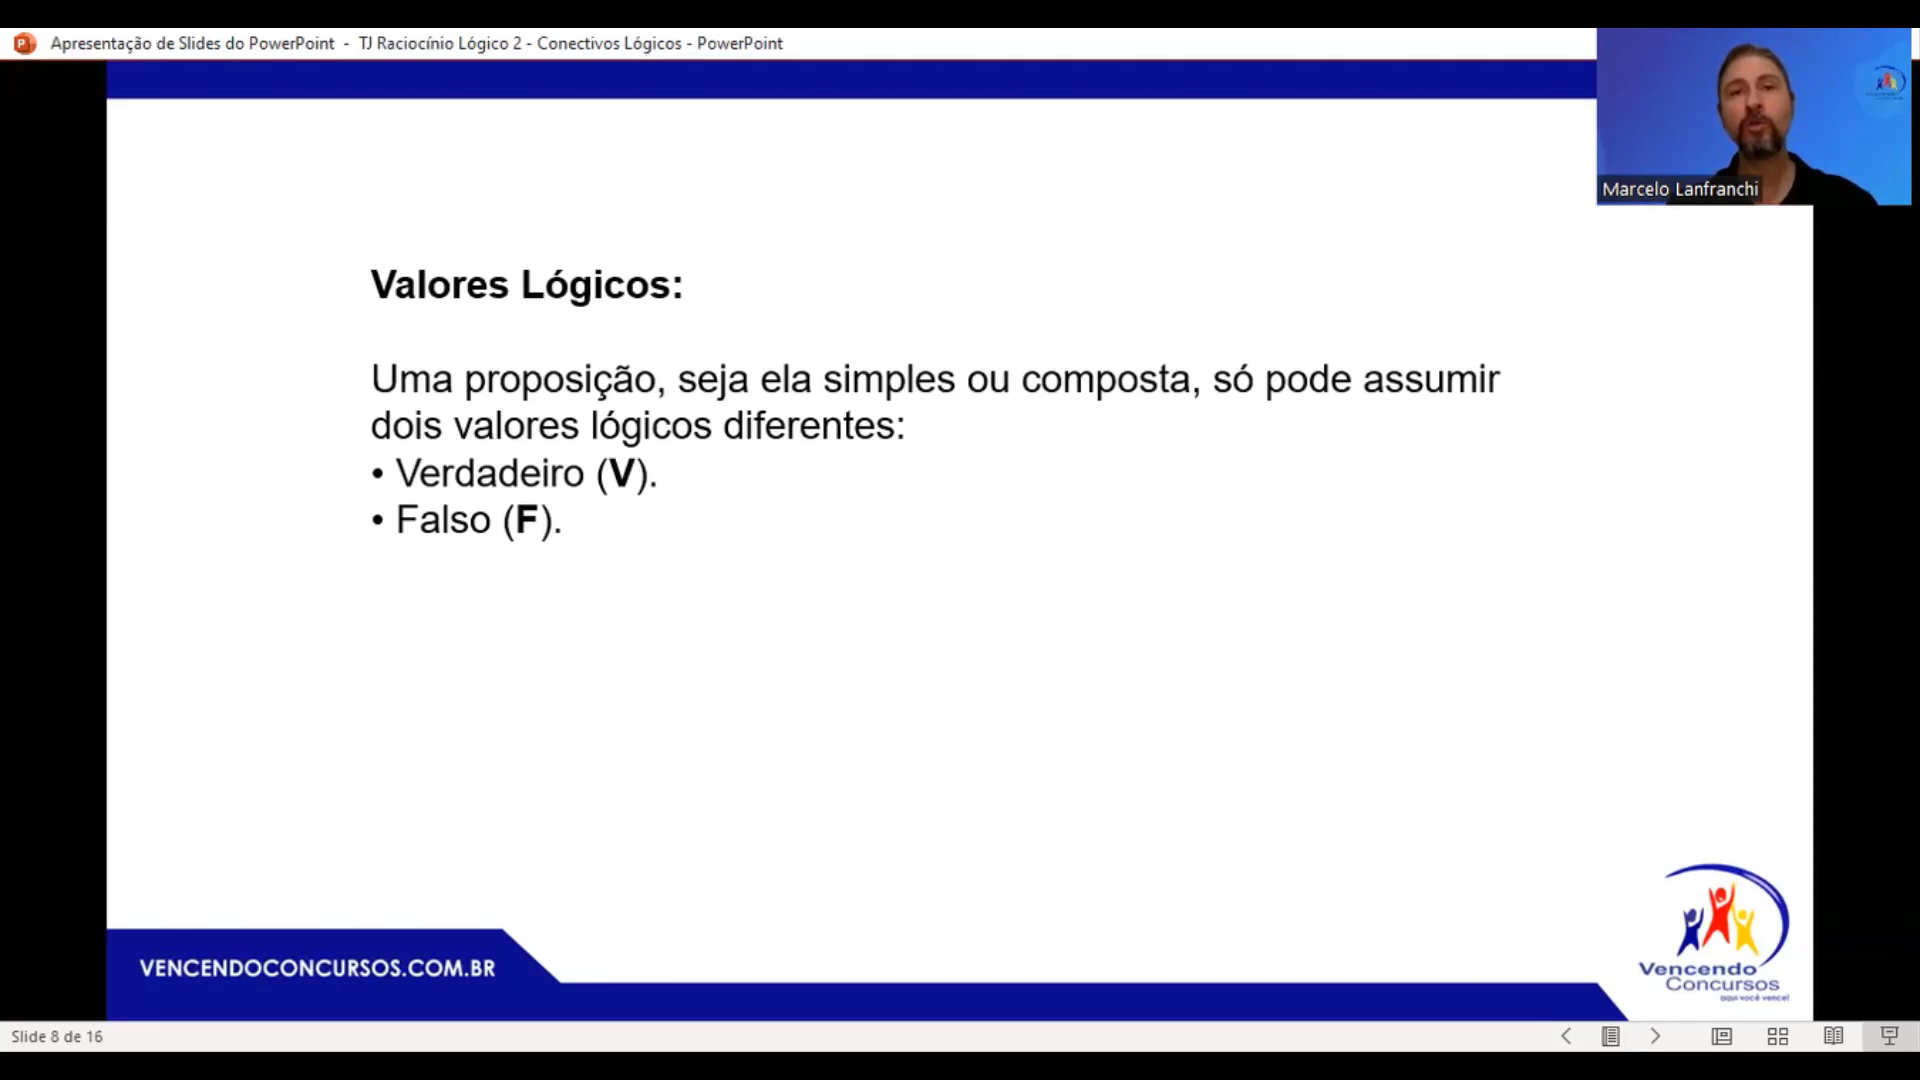 Apresentação de Slides do PowerPoint - TJ Raciocínio Lógico 2 - Conectivos Lógicos - PowerPoint
Marcelo Lanfranchi
Valores Lógicos:
Uma proposição, seja ela simples ou composta, só pode assumir
dois valores lógicos diferentes:
• Verdadeiro (V).
• Falso (F).
VENCENDOCONCURSOS.COM.BR
Vencendo
Concursos
aqui você vence!
Slide 8 de 16